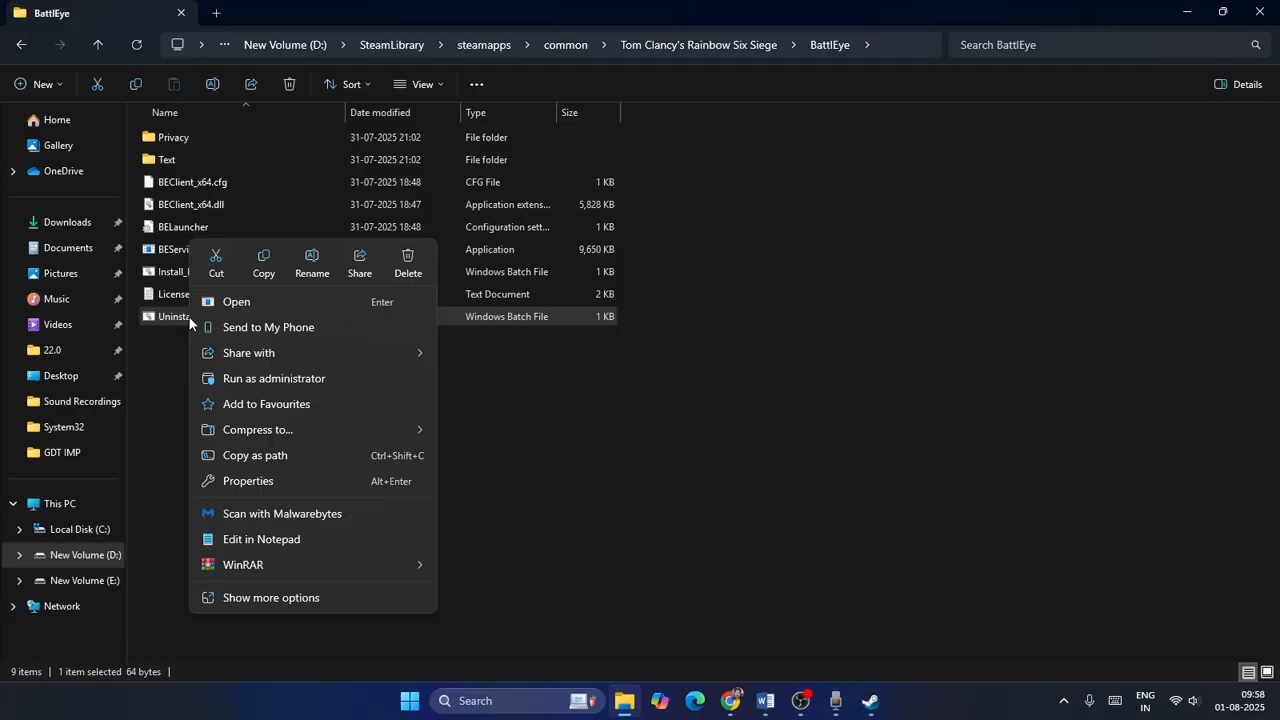 BattlEye
··· New Volume (D:) SteamLibrary steamapps common Tom Clancy's Rainbow Six Siege BattlEye Search BattlEye
New Sort View ··· Details
Name Date modified Type Size
Home
Gallery
OneDrive
Downloads
Documents
Pictures
Music
Videos
22.0
Desktop
Sound Recordings
System32
GDT IMP
This PC
Local Disk (C:)
New Volume (D:)
New Volume (E:)
Network
Privacy 31-07-2025 21:02 File folder
Text 31-07-2025 21:02 File folder
BEClient_x64.cfg 31-07-2025 18:48 CFG File 1 KB
BEClient_x64.dll 31-07-2025 18:47 Application extens... 5,828 KB
BELauncher 31-07-2025 18:48 Configuration sett... 1 KB
BEServi Application 9,650 KB
Install_ Windows Batch File 1 KB
License Text Document 2 KB
Uninsta Windows Batch File 1 KB
Cut Copy Rename Share Delete
Open Enter
Send to My Phone
Share with
Run as administrator
Add to Favourites
Compress to...
Copy as path Ctrl+Shift+C
Properties Alt+Enter
Scan with Malwarebytes
Edit in Notepad
WinRAR
Show more options
9 items 1 item selected 64 bytes
Search
ENG
IN
09:58
01-08-2025